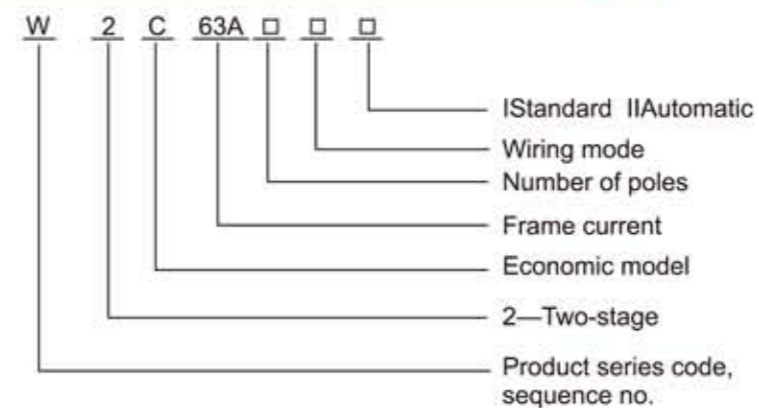 W 2 C 63A □ □ □
IStandard IIAutomatic
Wiring mode
Number of poles
Frame current
Economic model
2—Two-stage
Product series code,
sequence no.